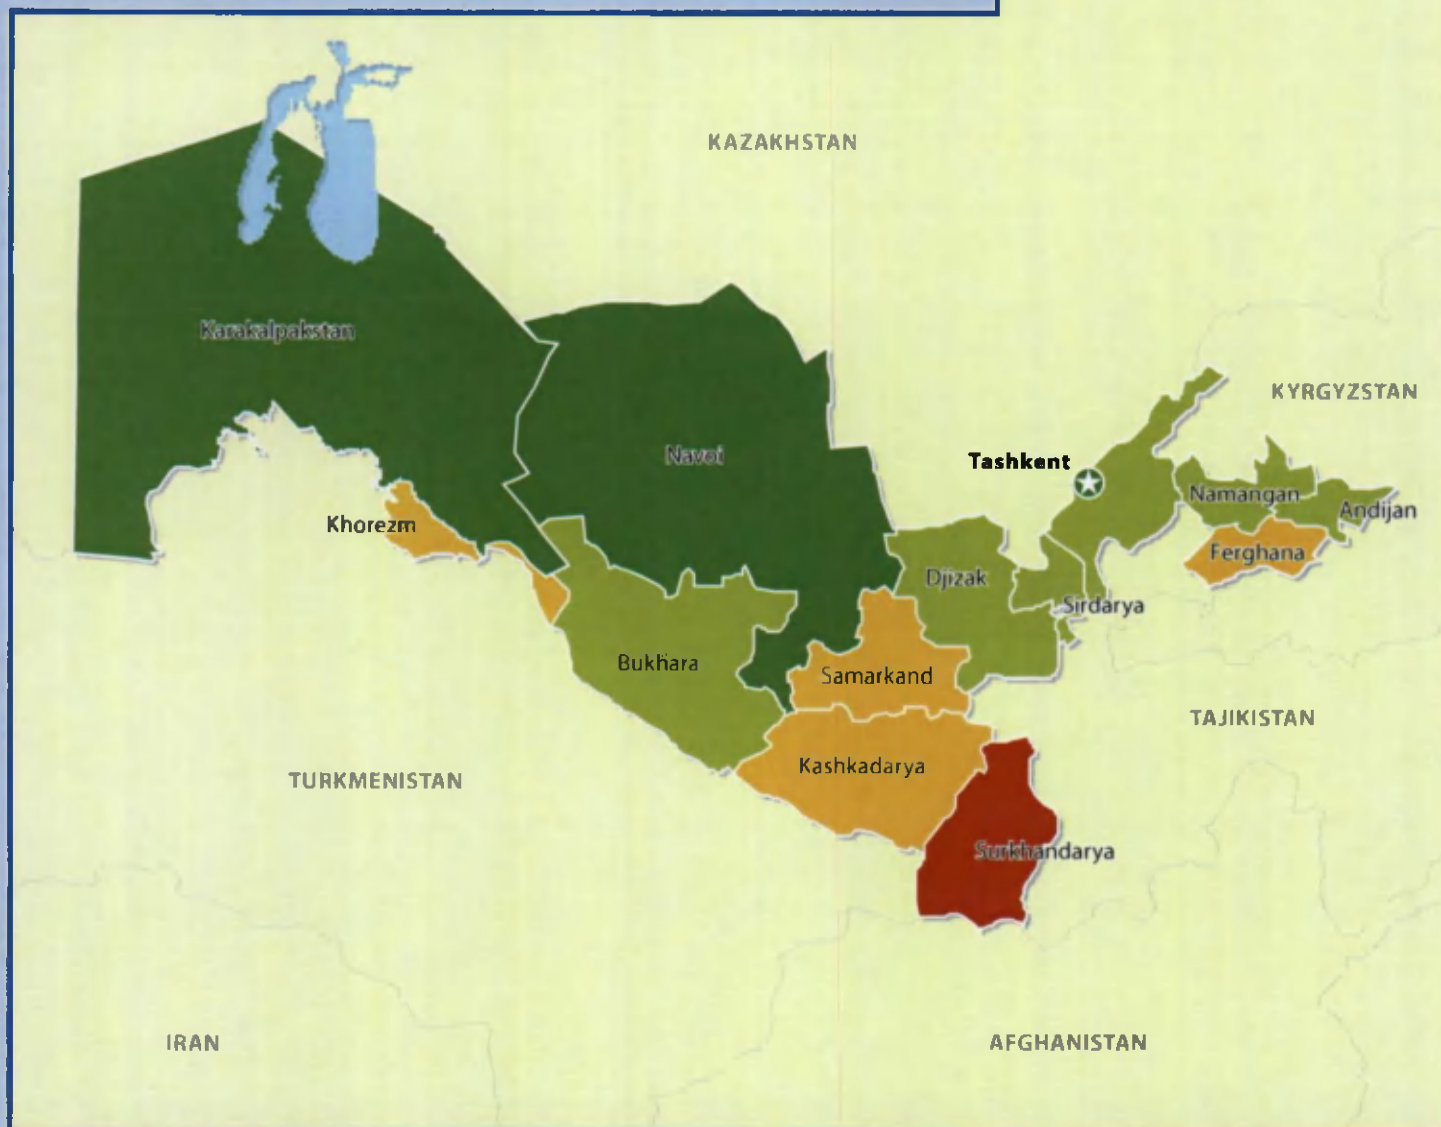 KAZAKHSTAN
Karakalpakstan
KYRGYZSTAN
Navoi
Tashkent
Namangan
Andijan
Khorezm
Ferghana
Djizak
Sirdarya
Bukhara
Samarkand
TAJIKISTAN
Kashkadarya
TURKMENISTAN
Surkhandarya
IRAN
AFGHANISTAN